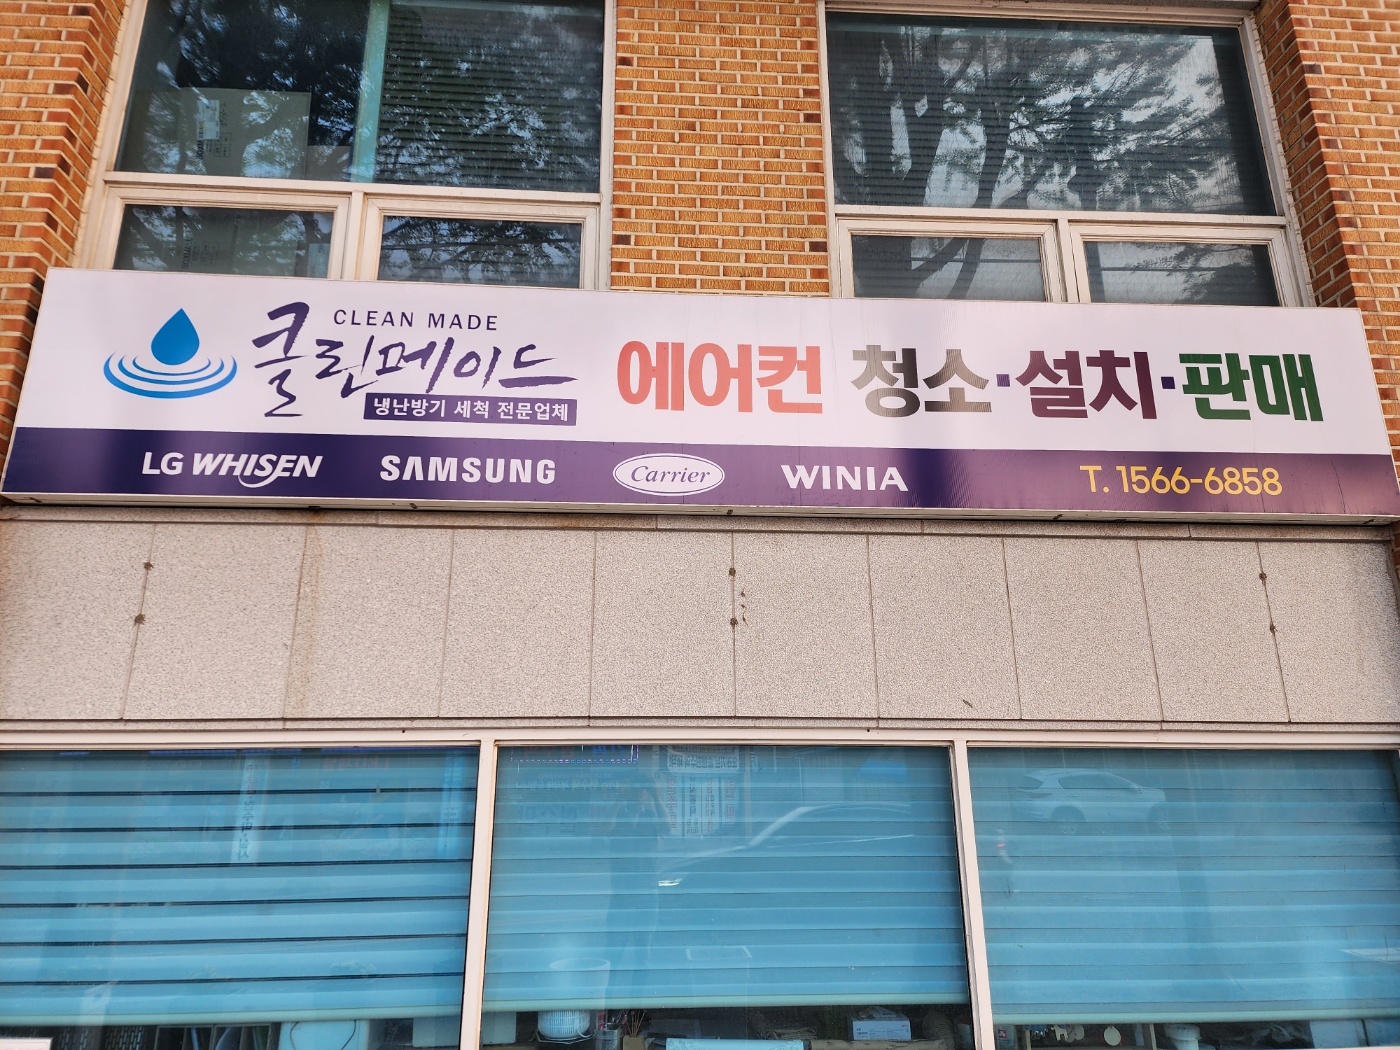 CLEAN MADE
클린메이드
냉난방기 세척 전문업체
에어컨 청소·설치·판매
LG WHISEN SAMSUNG Carrier WINIA T. 1566-6858